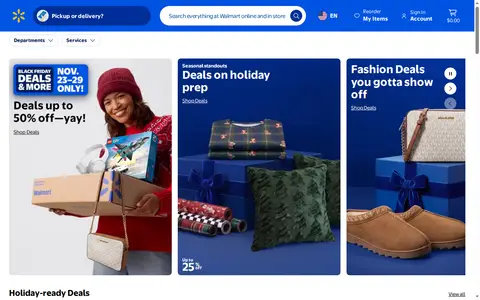 Pickup or delivery?
Search everything at Walmart online and in store
EN
Reorder
My Items
Sign In
Account
$0.00
Departments
Services
BLACK FRIDAY
DEALS
& MORE
NOV.
23–29
ONLY!
Deals up to
50% off—yay!
Shop Deals
Walmart
Seasonal standouts
Deals on holiday
prep
Shop Deals
Up to
25% off
Fashion Deals
you gotta show
off
Shop Deals
Holiday-ready Deals
View all